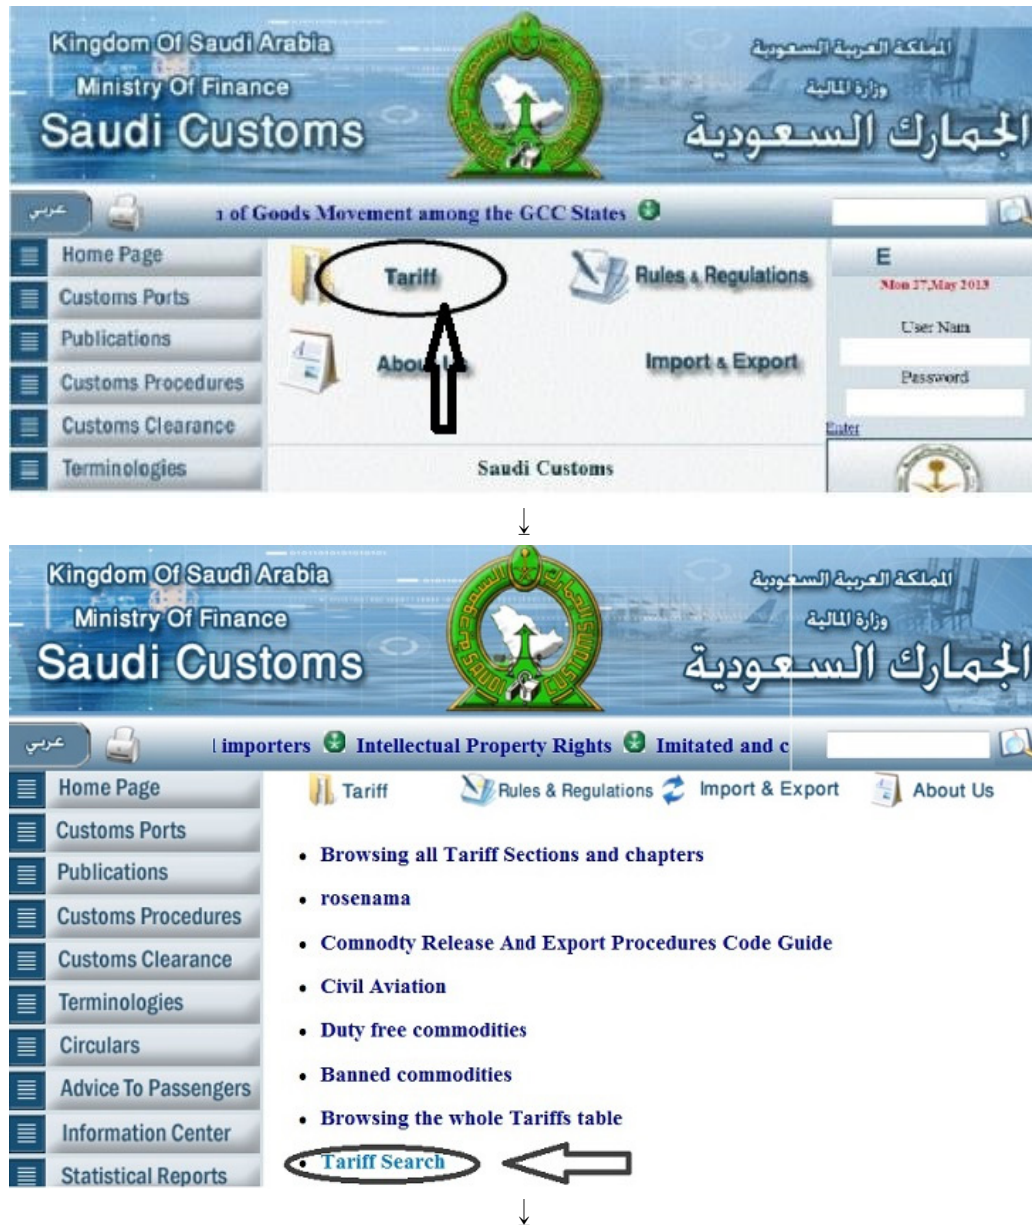 Kingdom Of Saudi Arabia
Ministry Of Finance
Saudi Customs
المملكة العربية السعودية
وزارة المالية
الجمارك السعودية
عربي
of Goods Movement among the GCC States
Home Page
Customs Ports
Publications
Customs Procedures
Customs Clearance
Terminologies
Tariff
Rules & Regulations
About Us
Import & Export
Saudi Customs
E
Mon 27,May 2013
User Nam
Password
Enter
↓
Kingdom Of Saudi Arabia
Ministry Of Finance
Saudi Customs
SAUDI CUSTOMS
المملكة العربية السعودية
وزارة المالية
الجمارك السعودية
عربي
l importers Intellectual Property Rights Imitated and c
Home Page
Customs Ports
Publications
Customs Procedures
Customs Clearance
Terminologies
Circulars
Advice To Passengers
Information Center
Statistical Reports
Tariff Rules & Regulations Import & Export About Us
• Browsing all Tariff Sections and chapters
• rosenama
• Comnodty Release And Export Procedures Code Guide
• Civil Aviation
• Duty free commodities
• Banned commodities
• Browsing the whole Tariffs table
• Tariff Search
↓